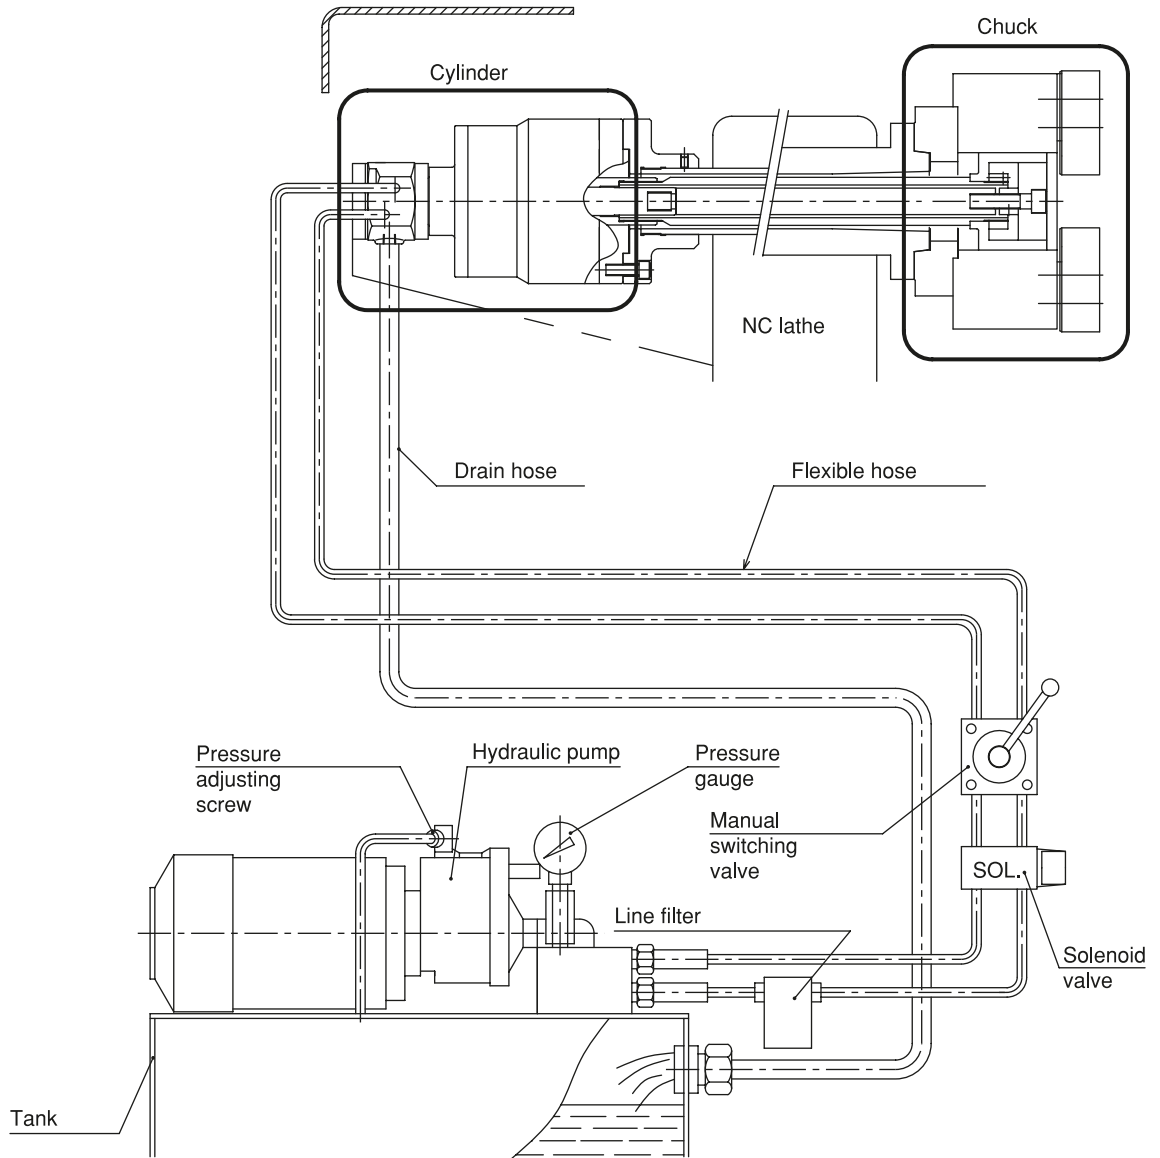 Chuck
Cylinder
NC lathe
Drain hose
Flexible hose
Pressure
adjusting
screw
Hydraulic pump
Pressure
gauge
Manual
switching
valve
SOL.
Line filter
Solenoid
valve
Tank